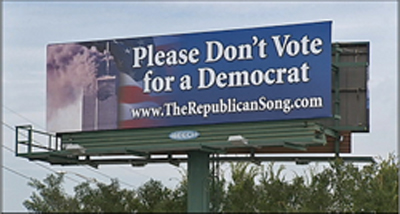 Please Don't Vote
for a Democrat
www.TheRepublicanSong.com